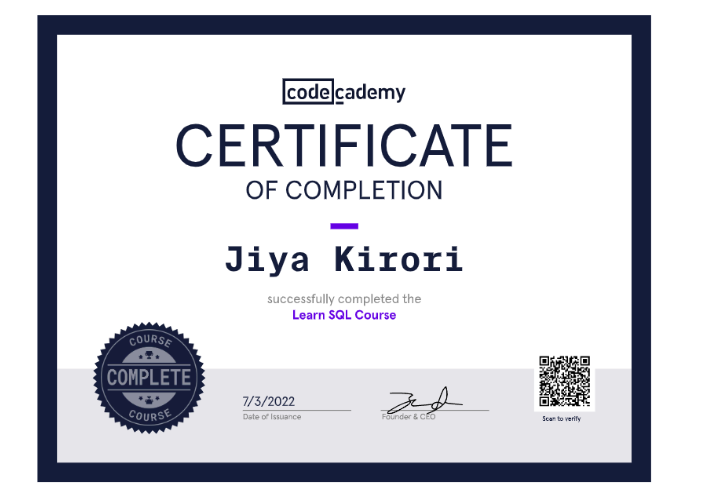 codecademy
CERTIFICATE
OF COMPLETION
Jiya Kirori
successfully completed the
Learn SQL Course
COURSE
COMPLETE
COURSE
7/3/2022
Date of Issuance
Founder & CEO
Scan to verify